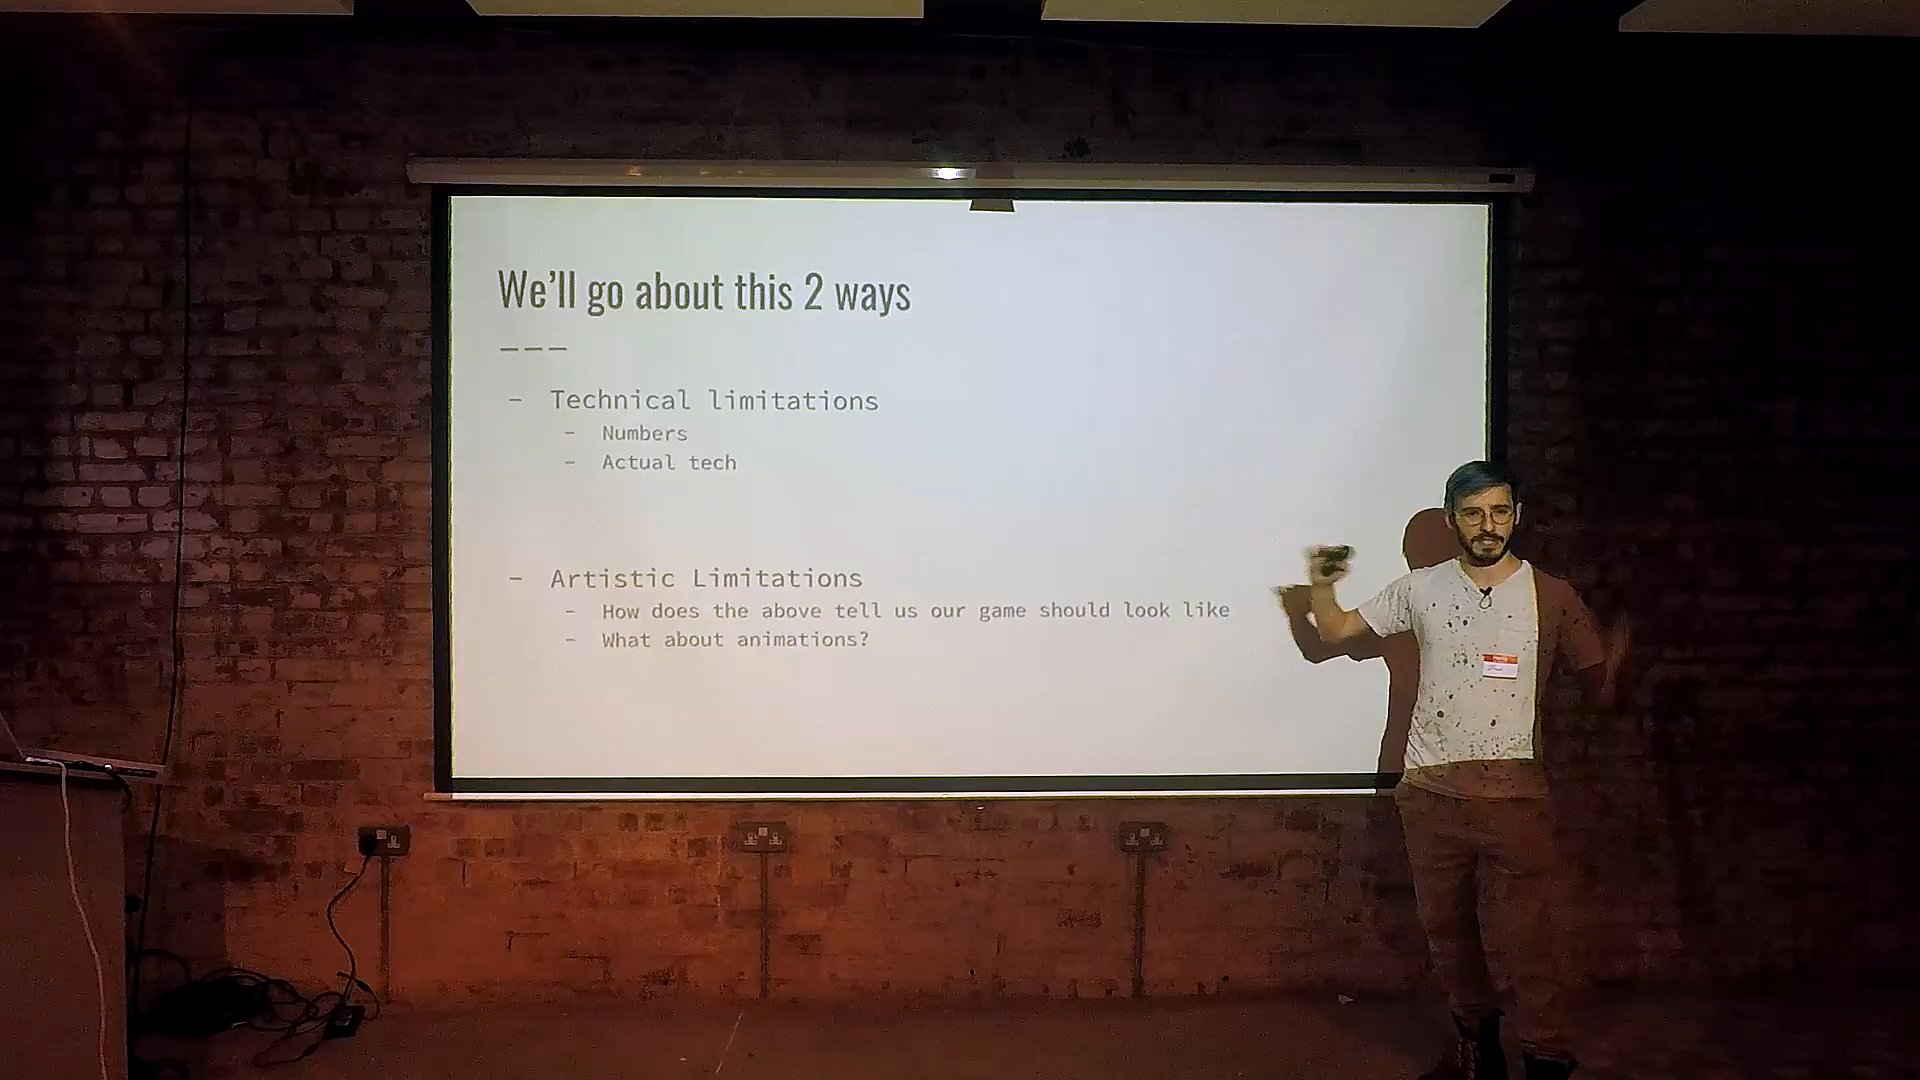 We'll go about this 2 ways
---
- Technical limitations
- Numbers
- Actual tech
- Artistic Limitations
- How does the above tell us our game should look like
- What about animations?